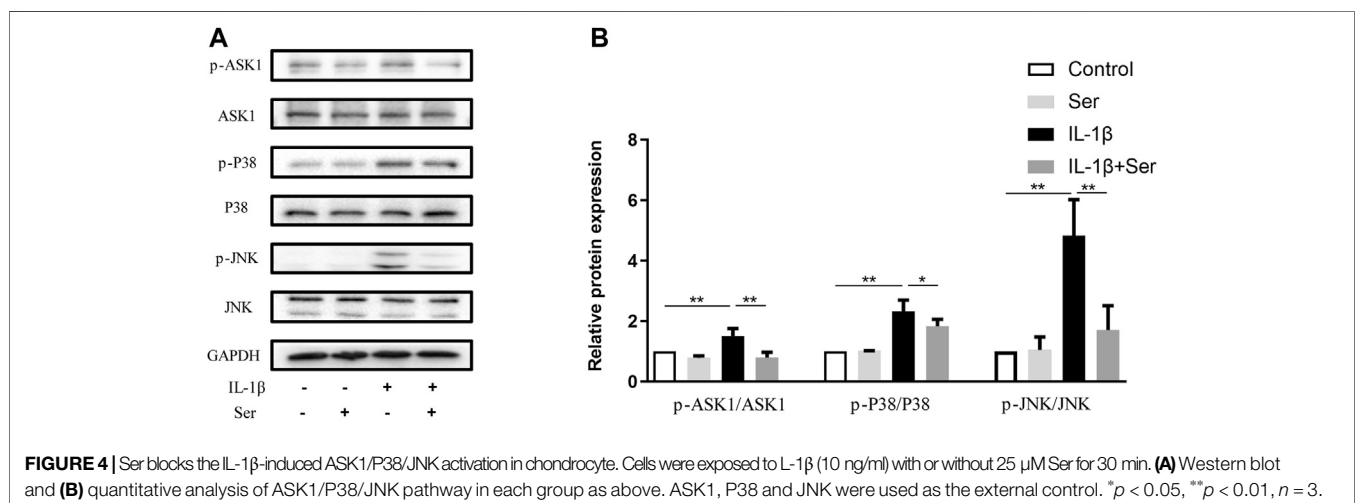 A
p-ASK1
ASK1
p-P38
P38
p-JNK
JNK
GAPDH
IL-1β - - + +
Ser - + - +
B
Control
Ser
IL-1β
IL-1β+Ser
Relative protein expression
8
6
4
2
0
** **
** *
** **
p-ASK1/ASK1 p-P38/P38 p-JNK/JNK
FIGURE 4 | Ser blocks the IL-1β-induced ASK1/P38/JNK activation in chondrocyte. Cells were exposed to L-1β (10 ng/ml) with or without 25 μM Ser for 30 min. (A) Western blot
and (B) quantitative analysis of ASK1/P38/JNK pathway in each group as above. ASK1, P38 and JNK were used as the external control. *p < 0.05, **p < 0.01, n = 3.